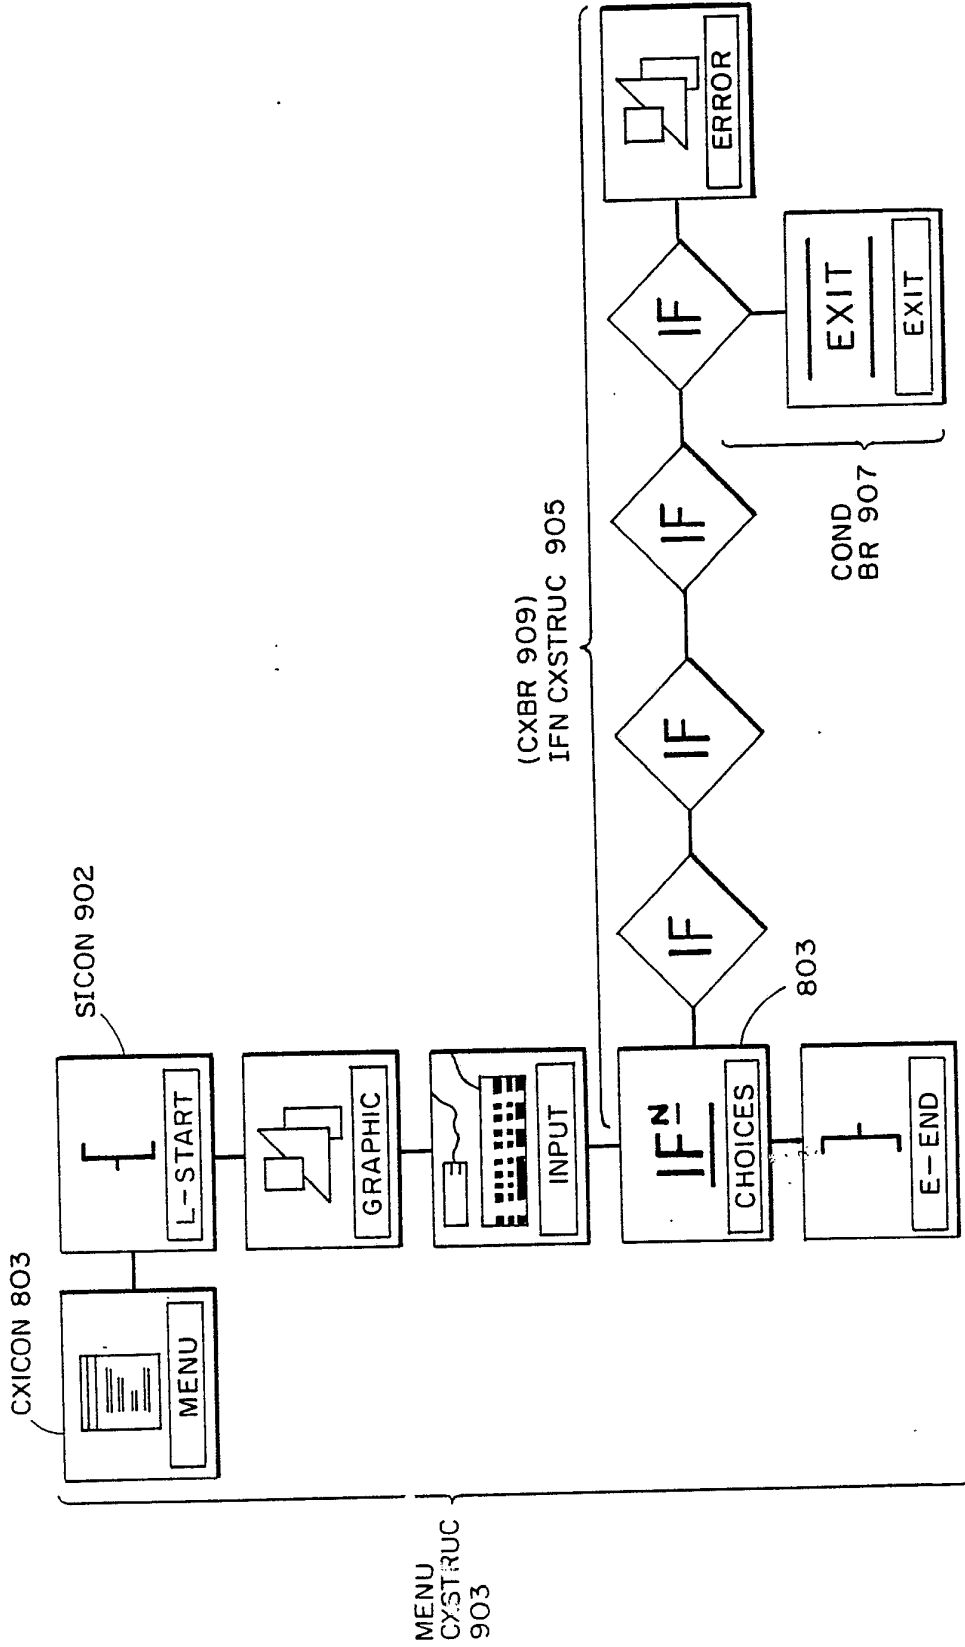 CXICON 803
SICON 902
MENU
L-START
GRAPHIC
INPUT
IFᴺ
CHOICES
803
E-END
MENU
CXSTRUC
903
(CXBR 909)
IFN CXSTRUC 905
IF
IF
IF
IF
ERROR
EXIT
EXIT
COND
BR 907